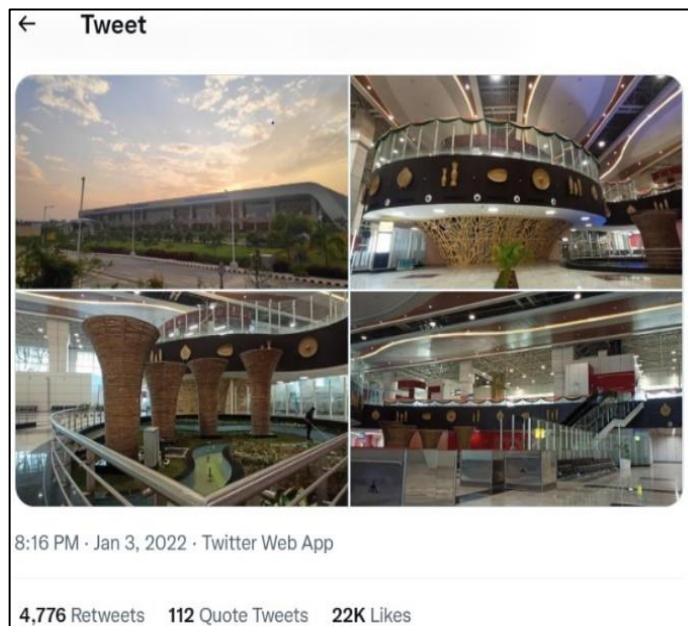 Tweet
8:16 PM · Jan 3, 2022 · Twitter Web App
4,776 Retweets 112 Quote Tweets 22K Likes